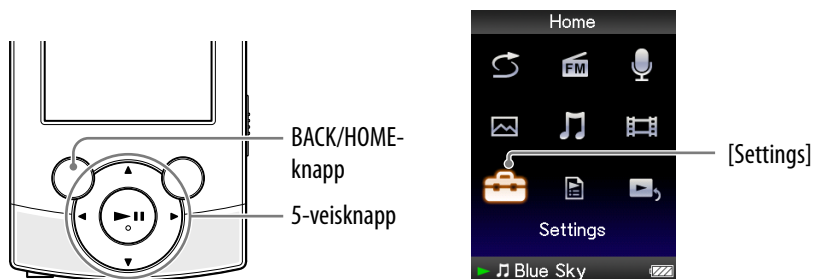 BACK/HOME-
knapp
5-veisknapp
Home
FM
[Settings]
Settings
Blue Sky